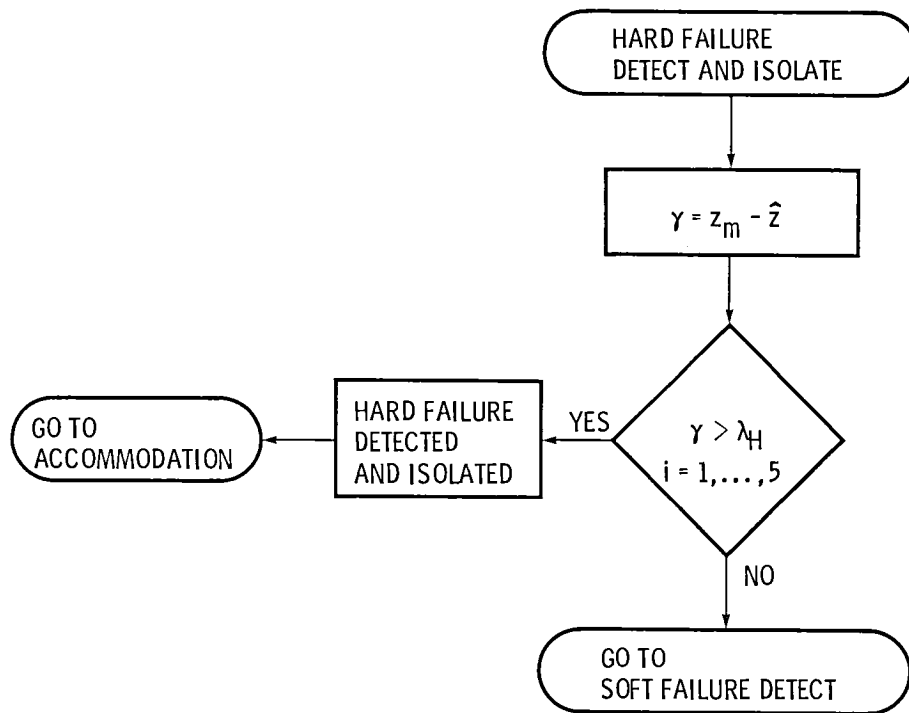 HARD FAILURE
DETECT AND ISOLATE
γ = z_m - ẑ
γ > λ_H
i = 1,...,5
YES
HARD FAILURE
DETECTED
AND ISOLATED
GO TO
ACCOMMODATION
NO
GO TO
SOFT FAILURE DETECT